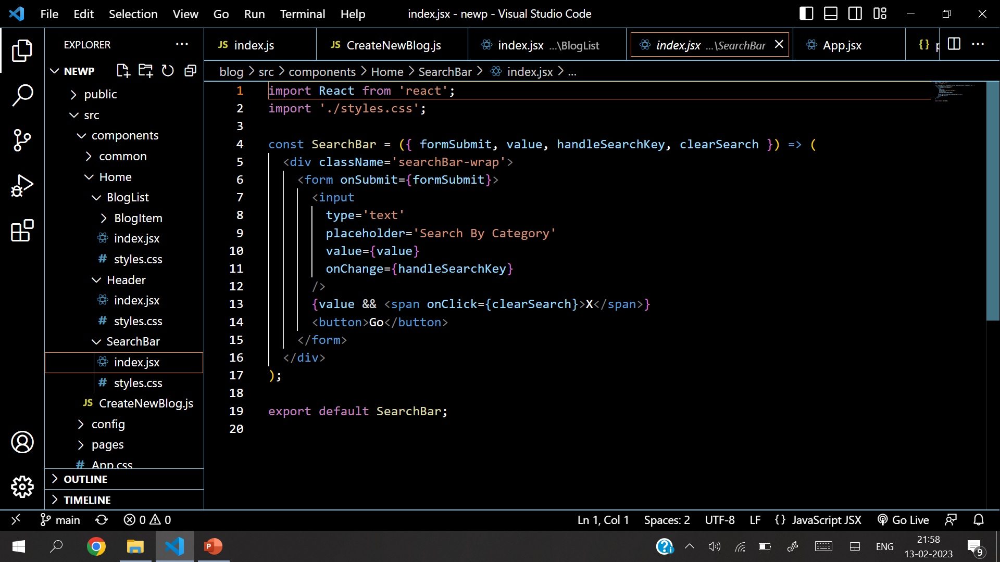 File Edit Selection View Go Run Terminal Help
index.jsx - newp - Visual Studio Code
EXPLORER
NEWP
public
src
components
common
Home
BlogList
BlogItem
index.jsx
# styles.css
Header
index.jsx
# styles.css
SearchBar
index.jsx
# styles.css
JS CreateNewBlog.js
config
pages
# App.css
OUTLINE
TIMELINE
JS index.js
JS CreateNewBlog.js
index.jsx ...\BlogList
index.jsx ...\SearchBar
App.jsx
{}
blog > src > components > Home > SearchBar > index.jsx > ...
1 import React from 'react';
2 import './styles.css';
3
4 const SearchBar = ({ formSubmit, value, handleSearchKey, clearSearch }) => (
5 <div className='searchBar-wrap'>
6 <form onSubmit={formSubmit}>
7 <input
8 type='text'
9 placeholder='Search By Category'
10 value={value}
11 onChange={handleSearchKey}
12 />
13 {value && <span onClick={clearSearch}>X</span>}
14 <button>Go</button>
15 </form>
16 </div>
17 );
18
19 export default SearchBar;
20
main 0 0
Ln 1, Col 1 Spaces: 2 UTF-8 LF {} JavaScript JSX Go Live
P
ENG
21:58
13-02-2023
9